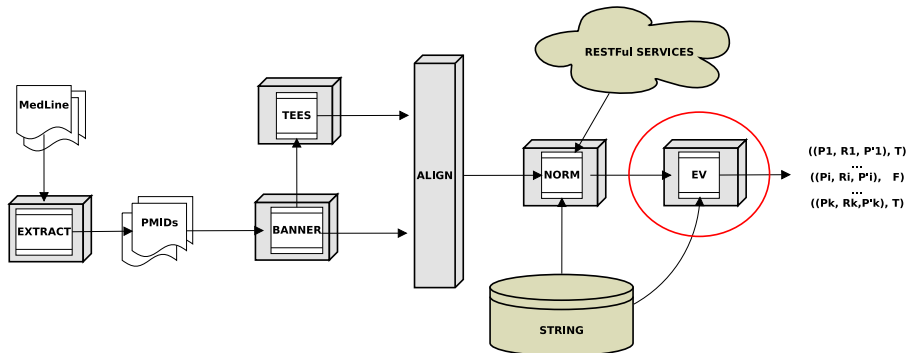 RESTFul SERVICES
MedLine
TEES
ALIGN
NORM
EV
((P1, R1, P'1), T)
...
((Pi, Ri, P'i), F)
...
((Pk, Rk,P'k), T)
EXTRACT
PMIDs
BANNER
STRING